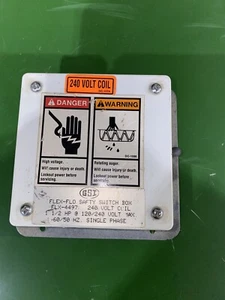 240 VOLT COIL
DANGER
WARNING
High voltage.
Will cause injury or death.
Lockout power before
servicing.
Rotating auger.
Will cause injury or death.
Lockout power before
servicing.
GSI
FLEX-FLO SAFTY SWITCH BOX
FLX-4497 240 VOLT COIL
1 1/2 HP @ 120/240 VOLT MAX
60/50 HZ. SINGLE PHASE